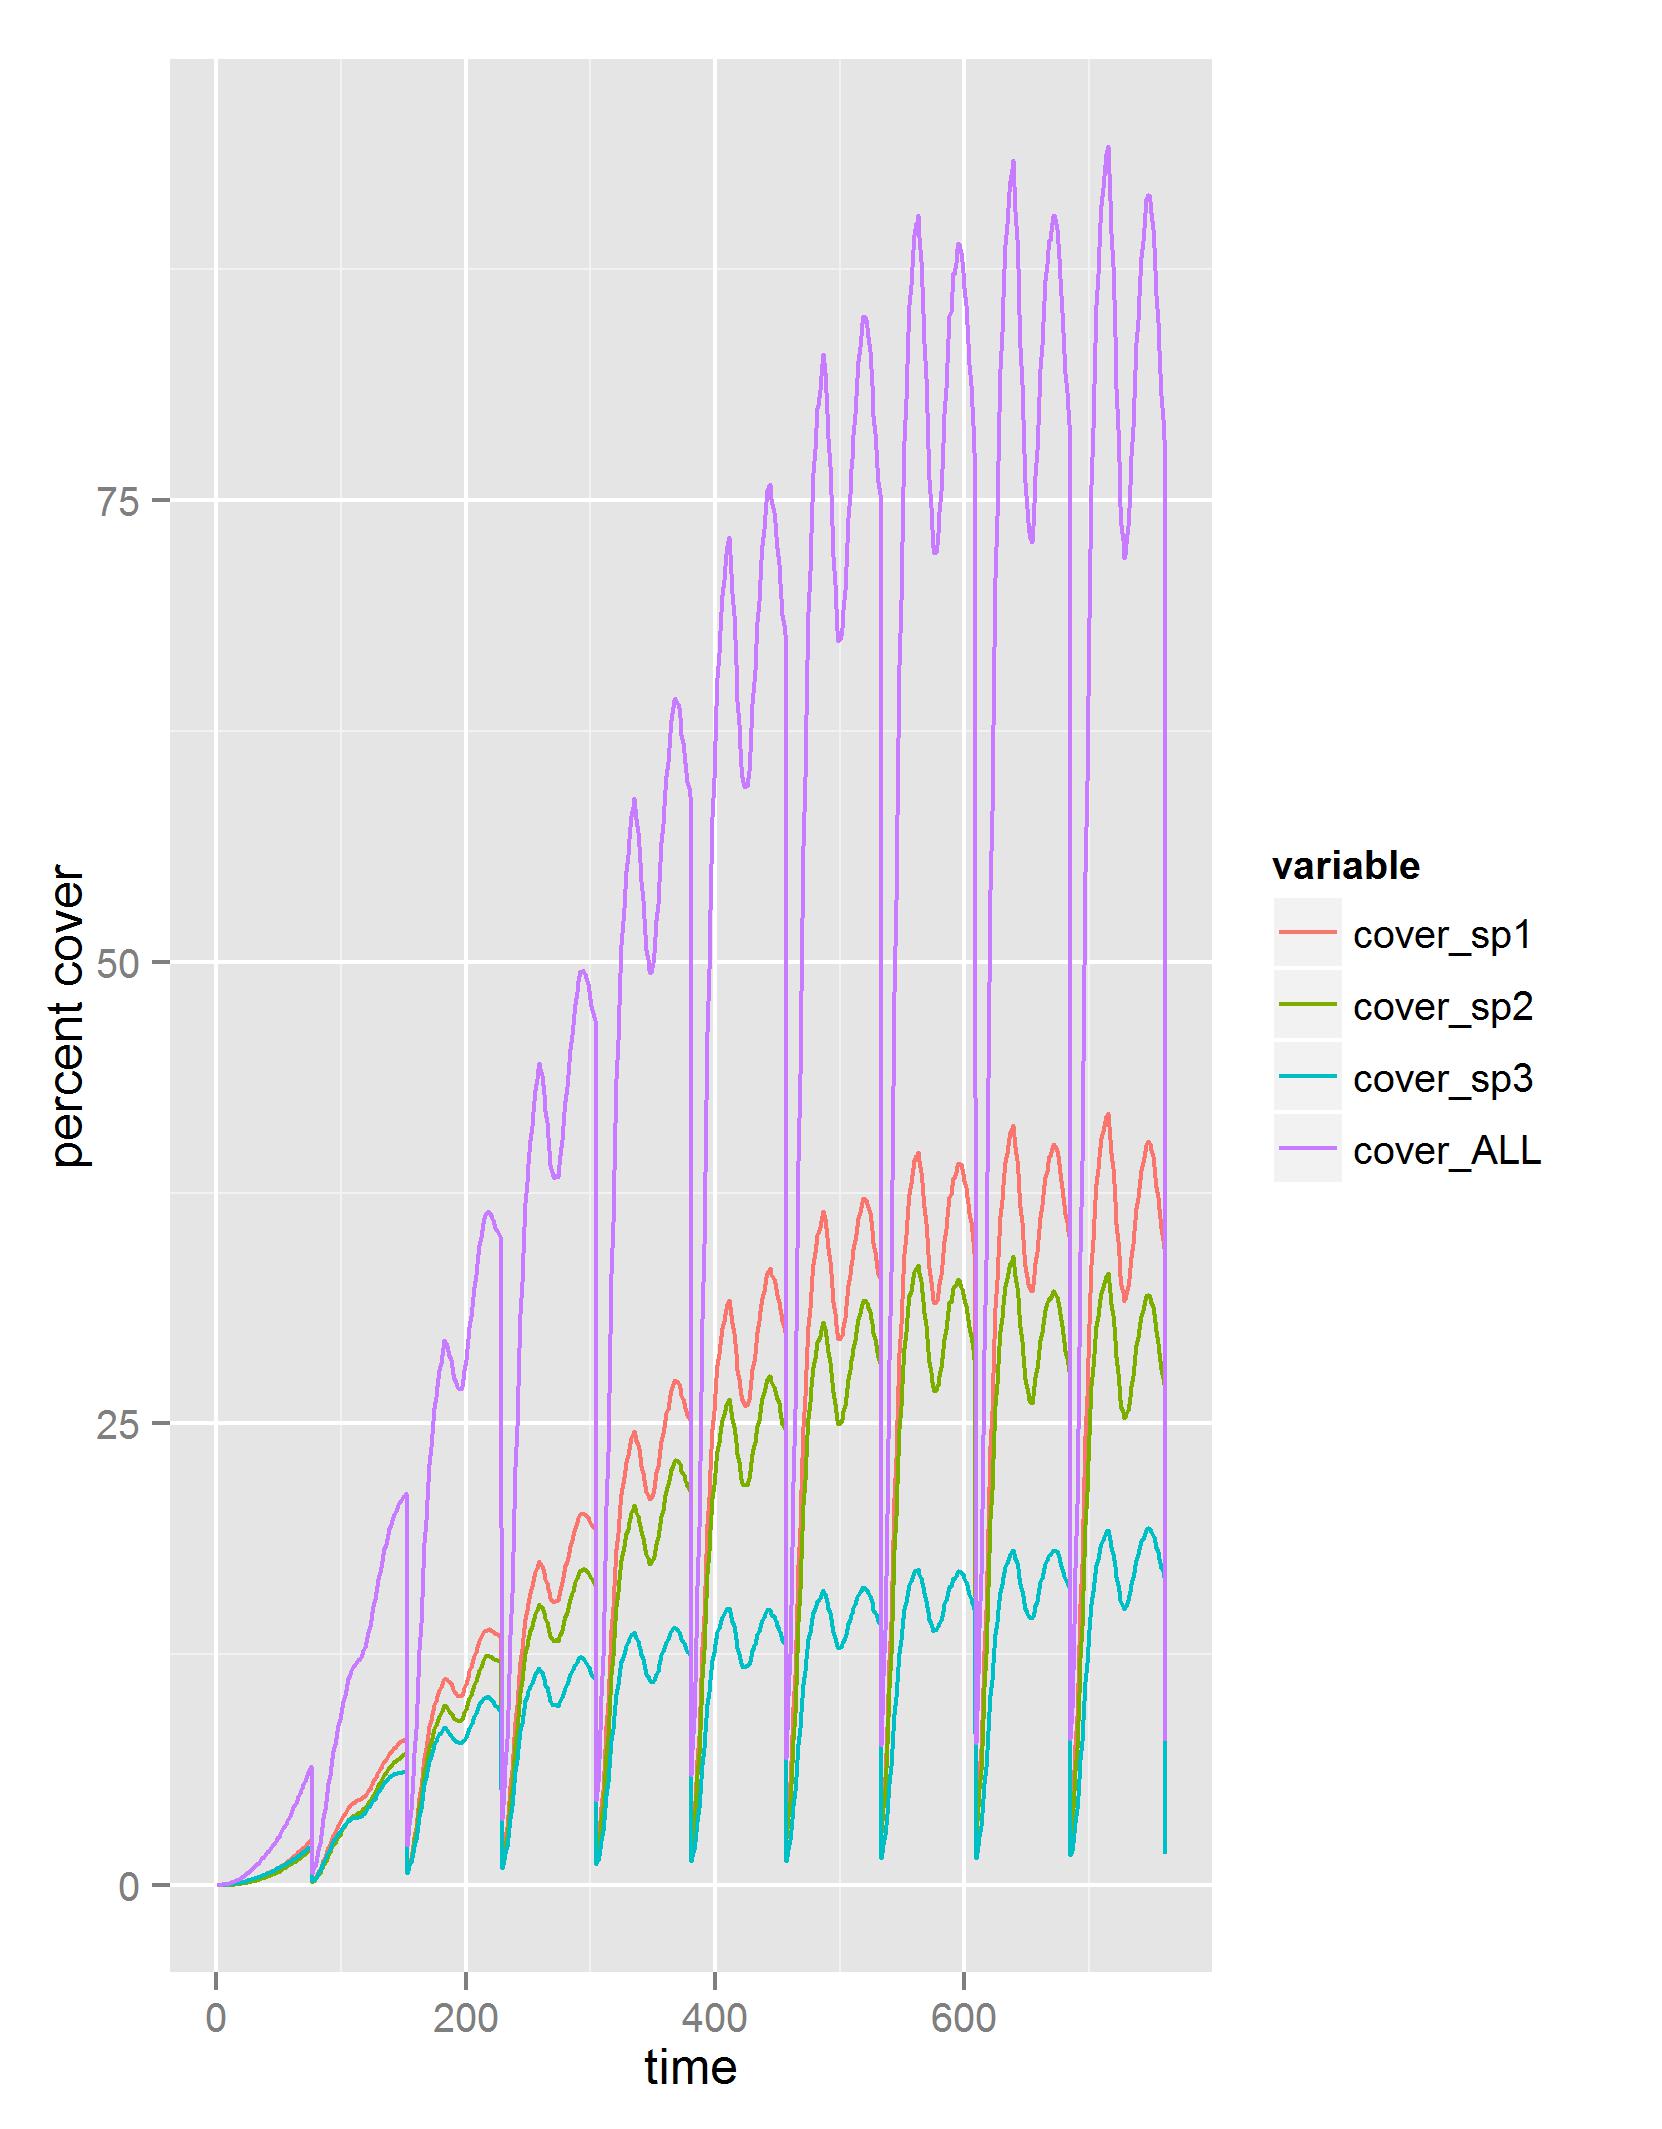 percent cover
75
50
25
0
0 200 400 600
time
variable
cover_sp1
cover_sp2
cover_sp3
cover_ALL